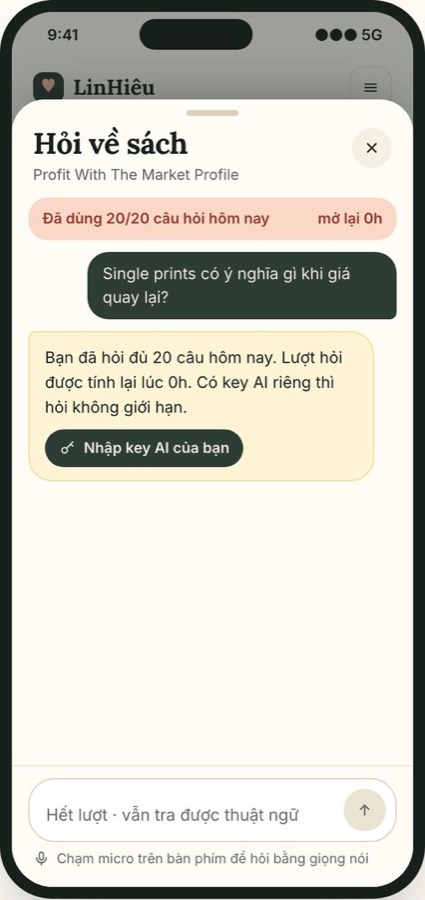 9:41
5G
LinHiêu
Hỏi về sách
Profit With The Market Profile
Đã dùng 20/20 câu hỏi hôm nay mở lại 0h
Single prints có ý nghĩa gì khi giá
quay lại?
Bạn đã hỏi đủ 20 câu hôm nay. Lượt hỏi
được tính lại lúc 0h. Có key AI riêng thì
hỏi không giới hạn.
Nhập key AI của bạn
Hết lượt · vẫn tra được thuật ngữ
Chạm micro trên bàn phím để hỏi bằng giọng nói